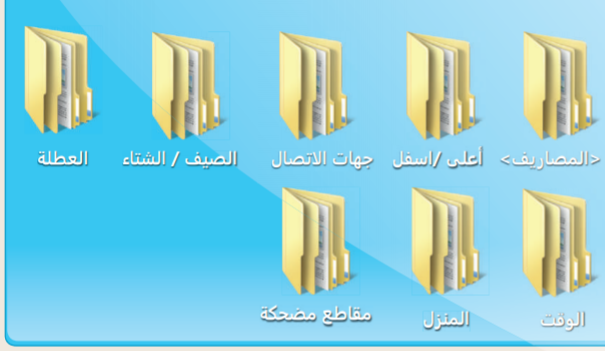 <المصاريف> أعلى /اسفل جهات الاتصال الصيف / الشتاء العطلة
الوقت المنزل مقاطع مضحكة